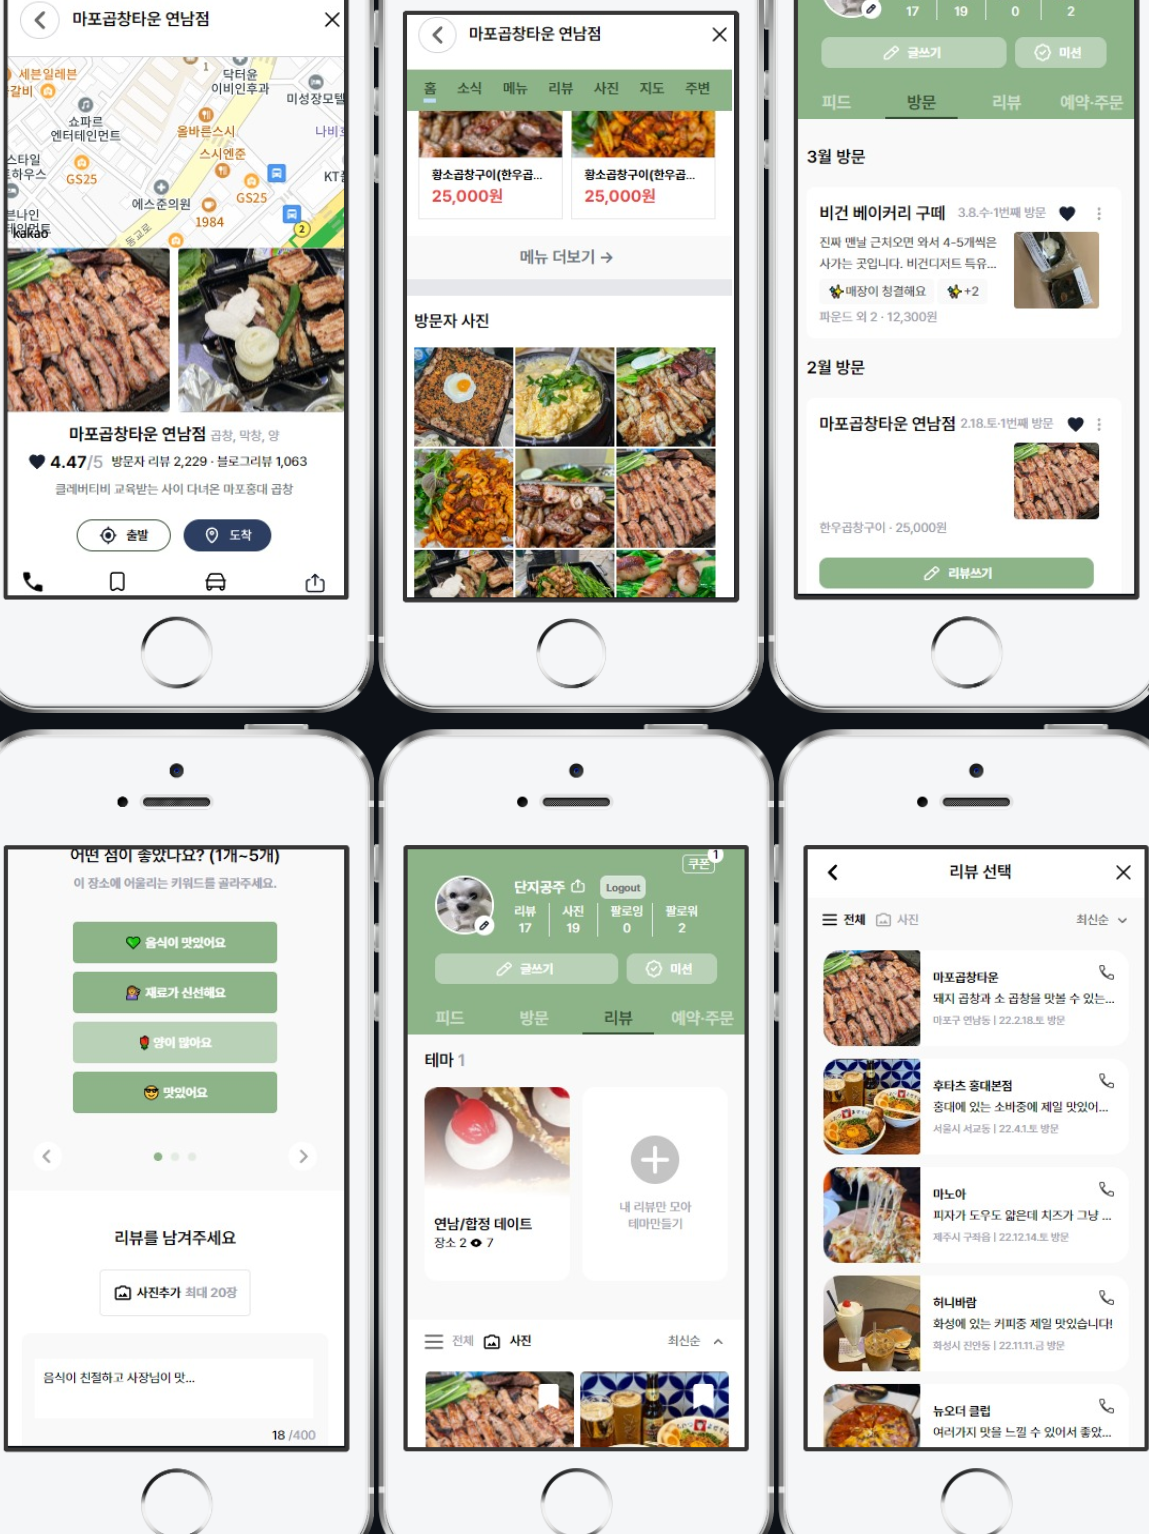 마포곱창타운 연남점
세븐일레븐
갈비
쇼파르
엔터테인먼트
1
닥터윤
이비인후과
미성장모텔
올바른스시
나비
스타일
하우스
GS25
스시엔준
GS25
KT
에스준의원
1984
븐나인
kakao
동교로
2
마포곱창타운 연남점 곱창, 막창, 양
4.47/5 방문자 리뷰 2,229 · 블로그리뷰 1,063
클레버티비 교육받는 사이 다녀온 마포홍대 곱창
출발
도착
마포곱창타운 연남점
홈 소식 메뉴 리뷰 사진 지도 주변
황소곱창구이(한우곱...
25,000원
황소곱창구이(한우곱...
25,000원
메뉴 더보기 →
방문자 사진
17 19 0 2
글쓰기
미션
피드 방문 리뷰 예약·주문
3월 방문
비건 베이커리 구떼 3.8.수·1번째 방문
진짜 맨날 근처오면 와서 4-5개씩은
사가는 곳입니다. 비건디저트 특유...
매장이 청결해요
+2
파운드 외 2 · 12,300원
2월 방문
마포곱창타운 연남점 2.18.토·1번째 방문
한우곱창구이 · 25,000원
리뷰쓰기
어떤 점이 좋았나요? (1개~5개)
이 장소에 어울리는 키워드를 골라주세요.
💚 음식이 맛있어요
재료가 신선해요
🌹 양이 많아요
😎 맛있어요
리뷰를 남겨주세요
사진추가 최대 20장
음식이 친절하고 사장님이 맛...
18 /400
쿠폰 1
단지공주 Logout
리뷰 사진 팔로잉 팔로워
17 19 0 2
글쓰기
미션
피드 방문 리뷰 예약·주문
테마 1
연남/합정 데이트
장소 2 7
내 리뷰만 모아
테마만들기
전체 사진 최신순
리뷰 선택
전체 사진 최신순
마포곱창타운
돼지 곱창과 소 곱창을 맛볼 수 있는...
마포구 연남동 | 22.2.18.토 방문
후타츠 홍대본점
홍대에 있는 소바중에 제일 맛있어...
서울시 서교동 | 22.4.1.토 방문
마노아
피자가 도우도 얇은데 치즈가 그냥 ...
제주시 구좌읍 | 22.12.14.토 방문
허니바람
화성에 있는 커피중 제일 맛있습니다!
화성시 진안동 | 22.11.11.금 방문
뉴오더 클럽
여러가지 맛을 느낄 수 있어서 좋았...